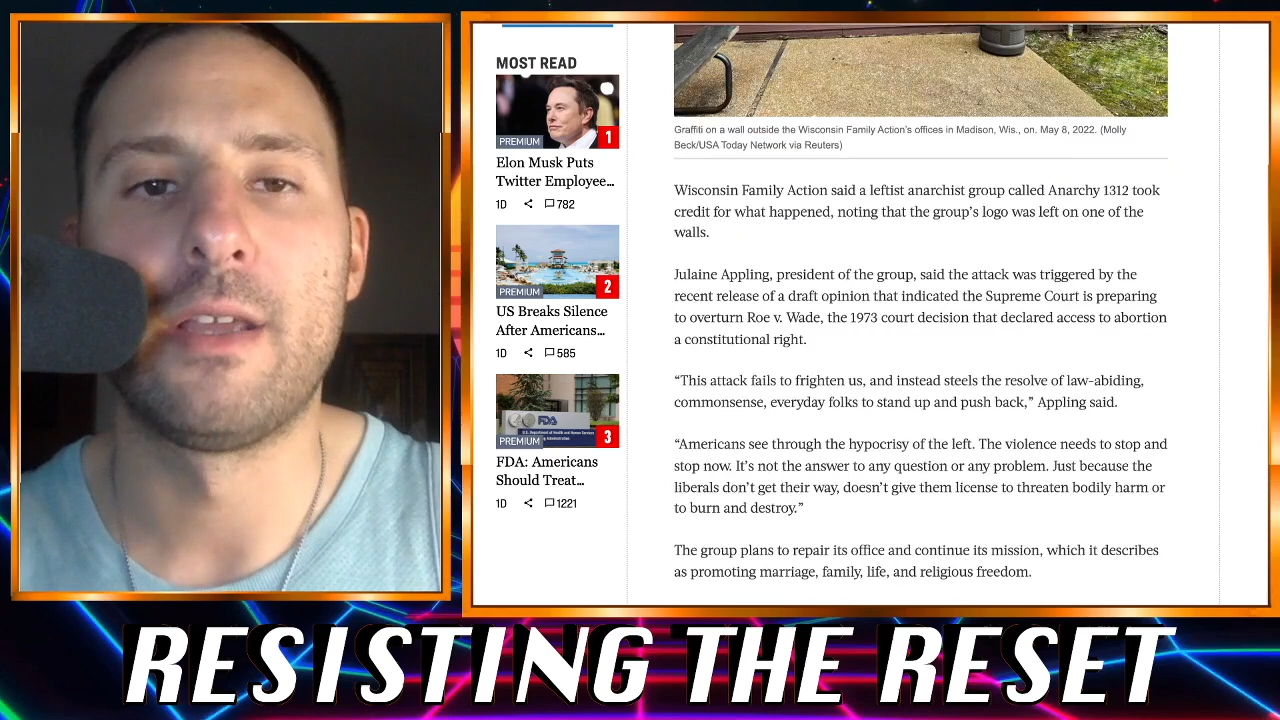 MOST READ
PREMIUM
1
Elon Musk Puts
Twitter Employee...
1D 782
PREMIUM
2
US Breaks Silence
After Americans...
1D 585
FDA
PREMIUM
3
FDA: Americans
Should Treat...
1D 1221
Graffiti on a wall outside the Wisconsin Family Action's offices in Madison, Wis., on. May 8, 2022. (Molly
Beck/USA Today Network via Reuters)
Wisconsin Family Action said a leftist anarchist group called Anarchy 1312 took
credit for what happened, noting that the group’s logo was left on one of the
walls.
Julaine Appling, president of the group, said the attack was triggered by the
recent release of a draft opinion that indicated the Supreme Court is preparing
to overturn Roe v. Wade, the 1973 court decision that declared access to abortion
a constitutional right.
“This attack fails to frighten us, and instead steels the resolve of law-abiding,
commonsense, everyday folks to stand up and push back,” Appling said.
“Americans see through the hypocrisy of the left. The violence needs to stop and
stop now. It’s not the answer to any question or any problem. Just because the
liberals don’t get their way, doesn’t give them license to threaten bodily harm or
to burn and destroy.”
The group plans to repair its office and continue its mission, which it describes
as promoting marriage, family, life, and religious freedom.
RESISTING THE RESET